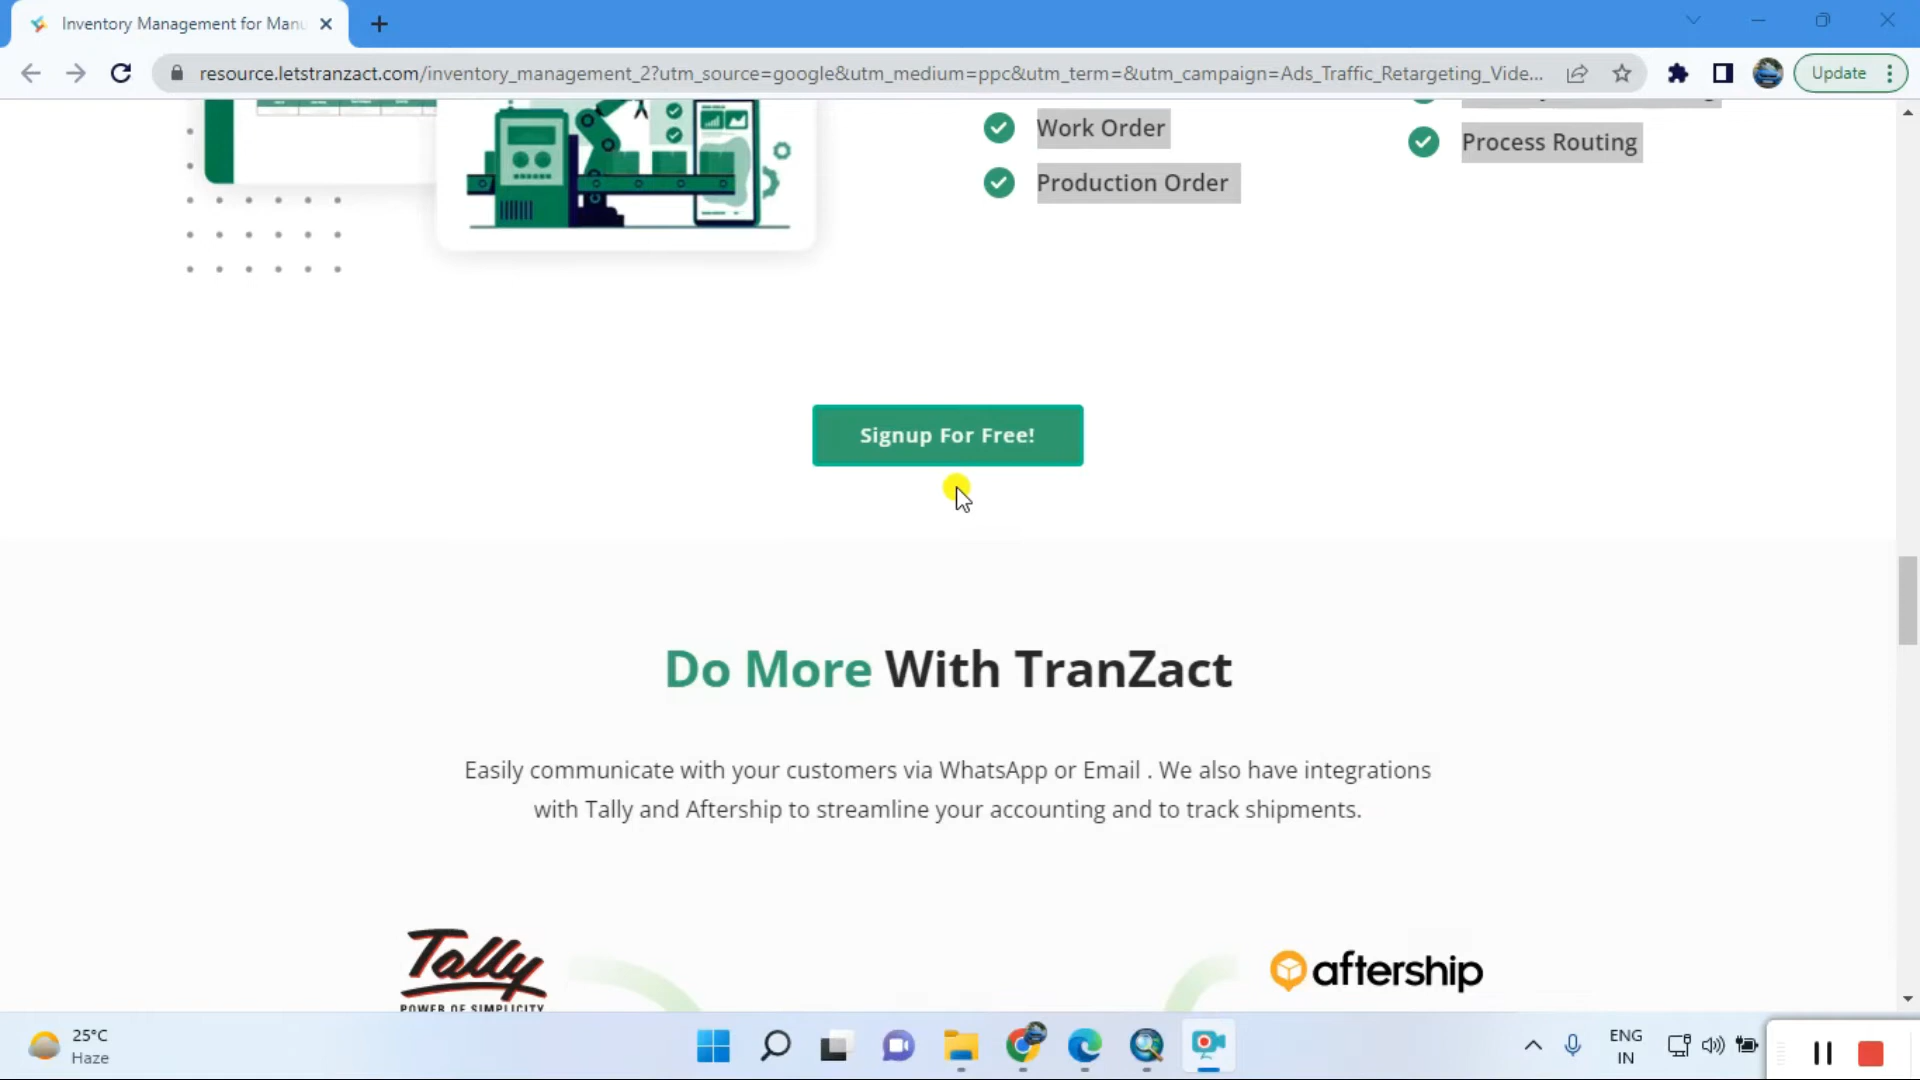 Inventory Management for Manu
resource.letstranzact.com/inventory_management_2?utm_source=google&utm_medium=ppc&utm_term=&utm_campaign=Ads_Traffic_Retargeting_Vide...
Update
Work Order
Production Order
Process Routing
Signup For Free!
Do More With TranZact
Easily communicate with your customers via WhatsApp or Email . We also have integrations
with Tally and Aftership to streamline your accounting and to track shipments.
Tally
POWER OF SIMPLICITY
aftership
25°C
Haze
ENG
IN